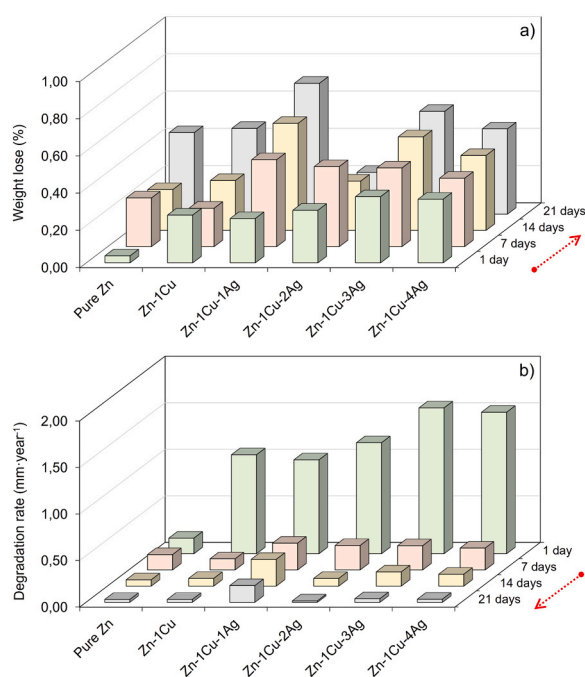 a)
1,00
0,80
0,60
0,40
0,20
0,00
Weight lose (%)
21 days
14 days
7 days
1 day
Pure Zn
Zn-1Cu
Zn-1Cu-1Ag
Zn-1Cu-2Ag
Zn-1Cu-3Ag
Zn-1Cu-4Ag
b)
2,00
1,50
1,00
0,50
0,00
Degradation rate (mm·year⁻¹)
1 day
7 days
14 days
21 days
Pure Zn
Zn-1Cu
Zn-1Cu-1Ag
Zn-1Cu-2Ag
Zn-1Cu-3Ag
Zn-1Cu-4Ag